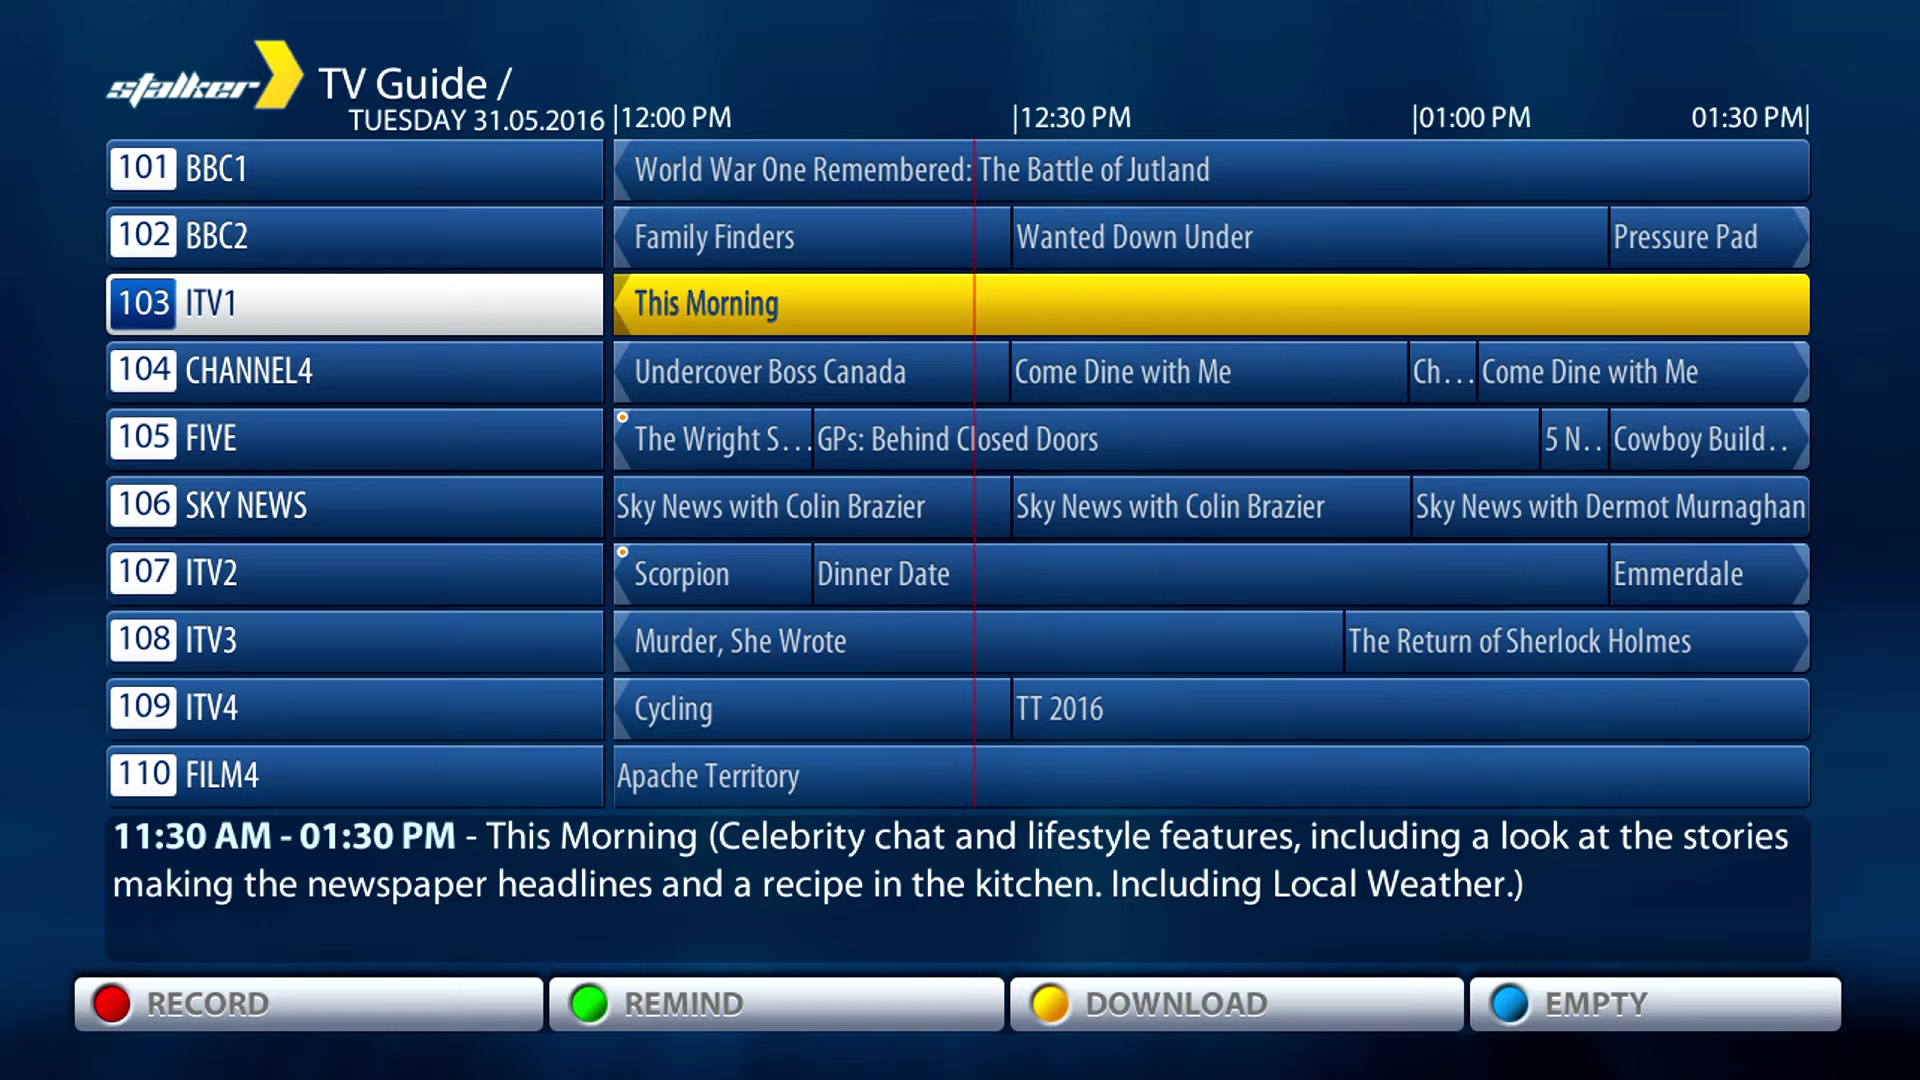 stalker TV Guide /
TUESDAY 31.05.2016 |12:00 PM |12:30 PM |01:00 PM 01:30 PM|
101 BBC1 World War One Remembered: The Battle of Jutland
102 BBC2 Family Finders Wanted Down Under Pressure Pad
103 ITV1 This Morning
104 CHANNEL4 Undercover Boss Canada Come Dine with Me Ch... Come Dine with Me
105 FIVE The Wright S... GPs: Behind Closed Doors 5 N.. Cowboy Build..
106 SKY NEWS Sky News with Colin Brazier Sky News with Colin Brazier Sky News with Dermot Murnaghan
107 ITV2 Scorpion Dinner Date Emmerdale
108 ITV3 Murder, She Wrote The Return of Sherlock Holmes
109 ITV4 Cycling TT 2016
110 FILM4 Apache Territory
11:30 AM - 01:30 PM - This Morning (Celebrity chat and lifestyle features, including a look at the stories
making the newspaper headlines and a recipe in the kitchen. Including Local Weather.)
RECORD REMIND DOWNLOAD EMPTY